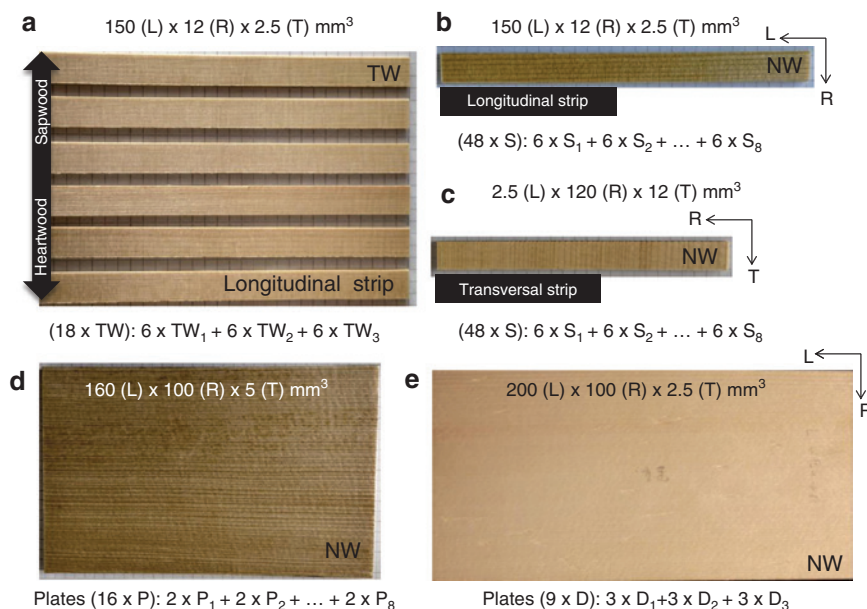 a
150 (L) x 12 (R) x 2.5 (T) mm³
Sapwood
Heartwood
TW
Longitudinal strip
(18 x TW): 6 x TW₁ + 6 x TW₂ + 6 x TW₃
b
150 (L) x 12 (R) x 2.5 (T) mm³
L
R
NW
Longitudinal strip
(48 x S): 6 x S₁ + 6 x S₂ + … + 6 x S₈
c
2.5 (L) x 120 (R) x 12 (T) mm³
R
T
NW
Transversal strip
(48 x S): 6 x S₁ + 6 x S₂ + … + 6 x S₈
d
160 (L) x 100 (R) x 5 (T) mm³
NW
Plates (16 x P): 2 x P₁ + 2 x P₂ + … + 2 x P₈
e
L
200 (L) x 100 (R) x 2.5 (T) mm³
NW
Plates (9 x D): 3 x D₁+3 x D₂ + 3 x D₃